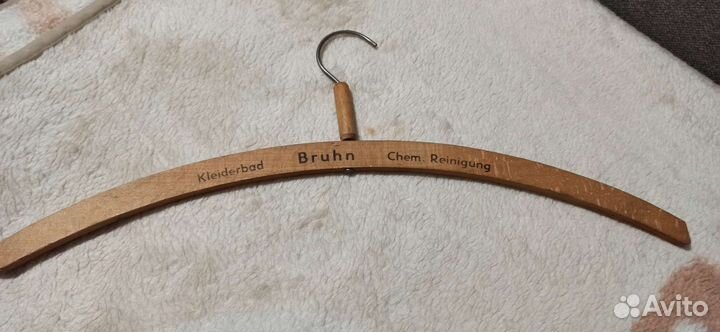 Kleiderbad Bruhn Chem. Reinigung
Avito